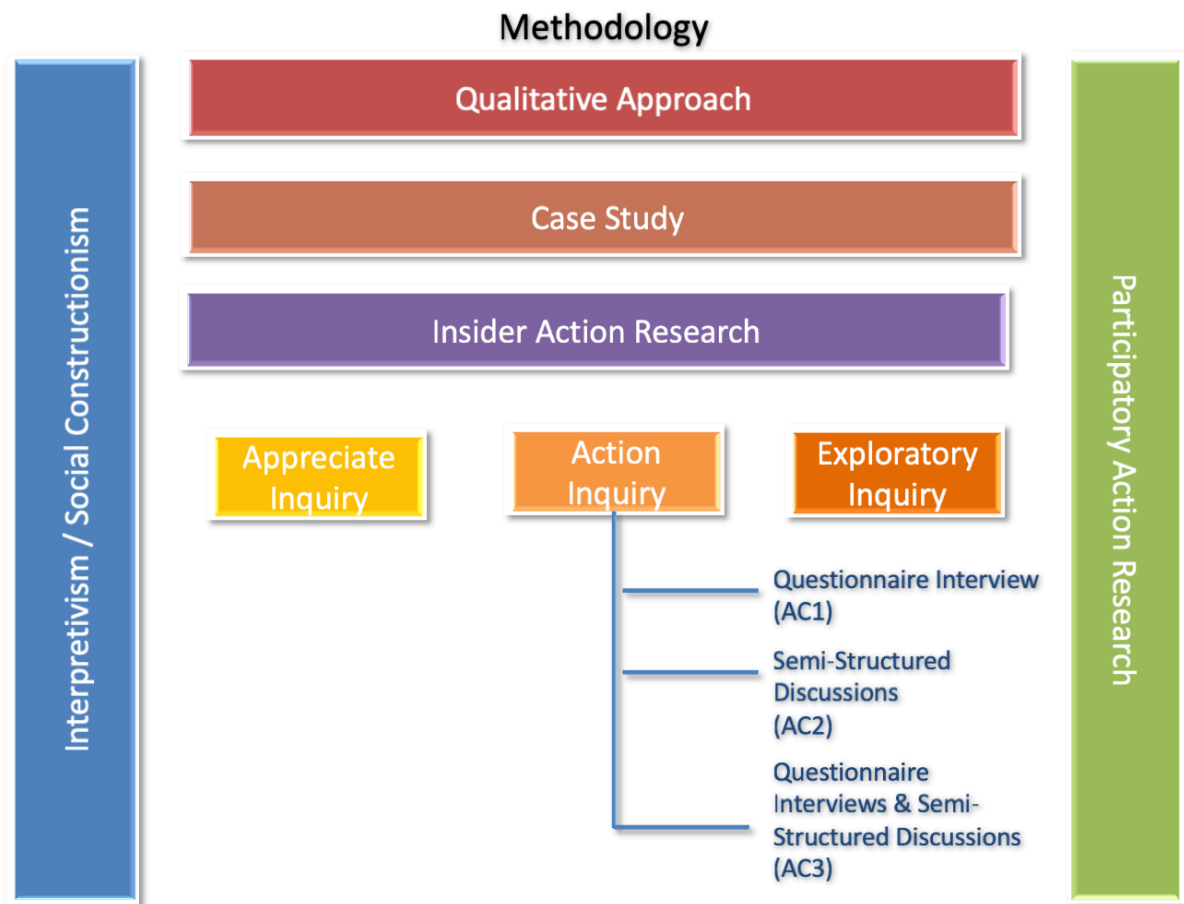 Methodology
Interpretivism / Social Constructionism
Qualitative Approach
Case Study
Insider Action Research
Appreciate
Inquiry
Action
Inquiry
Exploratory
Inquiry
Questionnaire Interview
(AC1)
Semi-Structured
Discussions
(AC2)
Questionnaire
Interviews & Semi-
Structured Discussions
(AC3)
Participatory Action Research